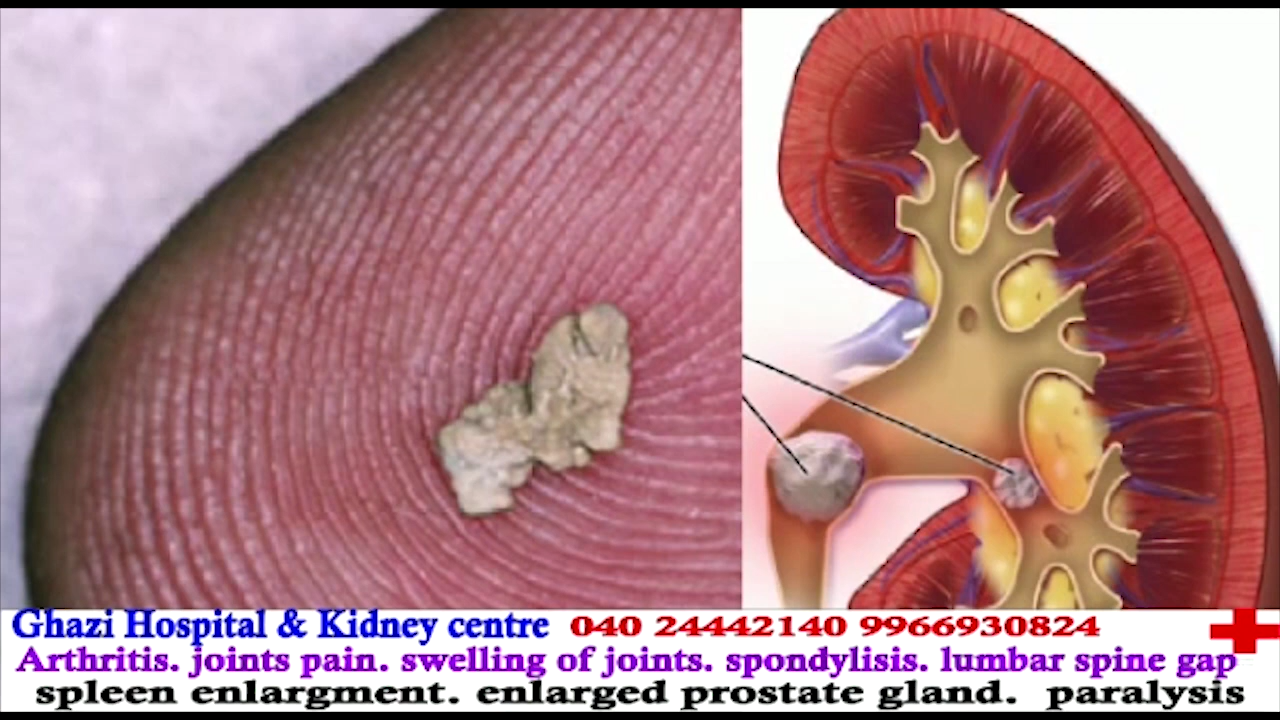 Ghazi Hospital & Kidney centre 040 24442140 9966930824
Arthritis. joints pain. swelling of joints. spondylisis. lumbar spine gap
spleen enlargment. enlarged prostate gland. paralysis